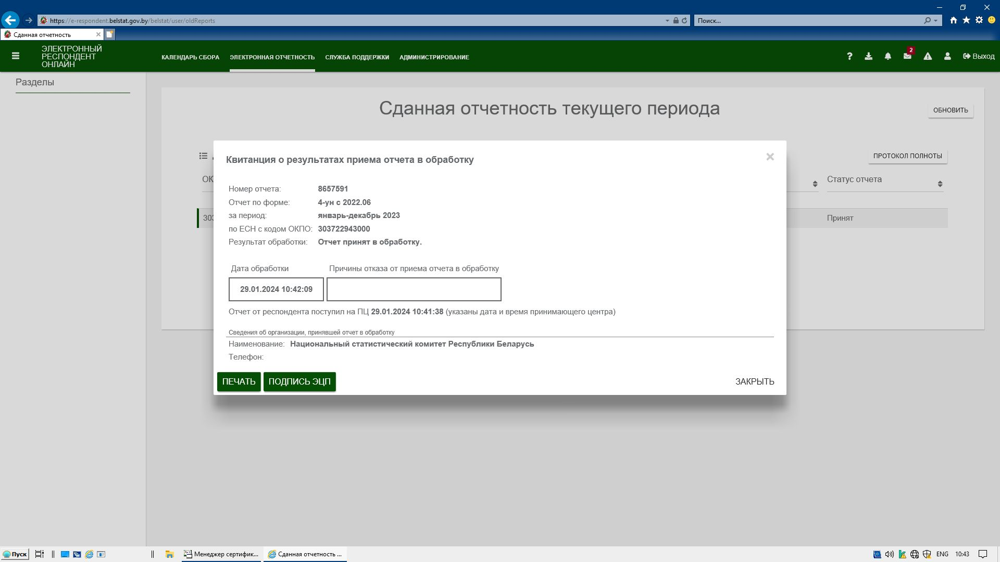 https://e-respondent.belstat.gov.by/belstat/user/oldReports
Поиск...
Сданная отчетность
ЭЛЕКТРОННЫЙ
РЕСПОНДЕНТ
ОНЛАЙН
КАЛЕНДАРЬ СБОРА
ЭЛЕКТРОННАЯ ОТЧЕТНОСТЬ
СЛУЖБА ПОДДЕРЖКИ
АДМИНИСТРИРОВАНИЕ
?
2
Выход
Разделы
Сданная отчетность текущего периода
ОБНОВИТЬ
ПРОТОКОЛ ПОЛНОТЫ
ОК
Статус отчета
303
Принят
Квитанция о результатах приема отчета в обработку
Номер отчета: 8657591
Отчет по форме: 4-ун с 2022.06
за период: январь-декабрь 2023
по ЕСН с кодом ОКПО: 303722943000
Результат обработки: Отчет принят в обработку.
Дата обработки Причины отказа от приема отчета в обработку
29.01.2024 10:42:09
Отчет от респондента поступил на ПЦ 29.01.2024 10:41:38 (указаны дата и время принимающего центра)
Сведения об организации, принявшей отчет в обработку
Наименование: Национальный статистический комитет Республики Беларусь
Телефон:
ПЕЧАТЬ
ПОДПИСЬ ЭЦП
ЗАКРЫТЬ
Пуск
Менеджер сертифик...
Сданная отчетность ...
ENG
10:43